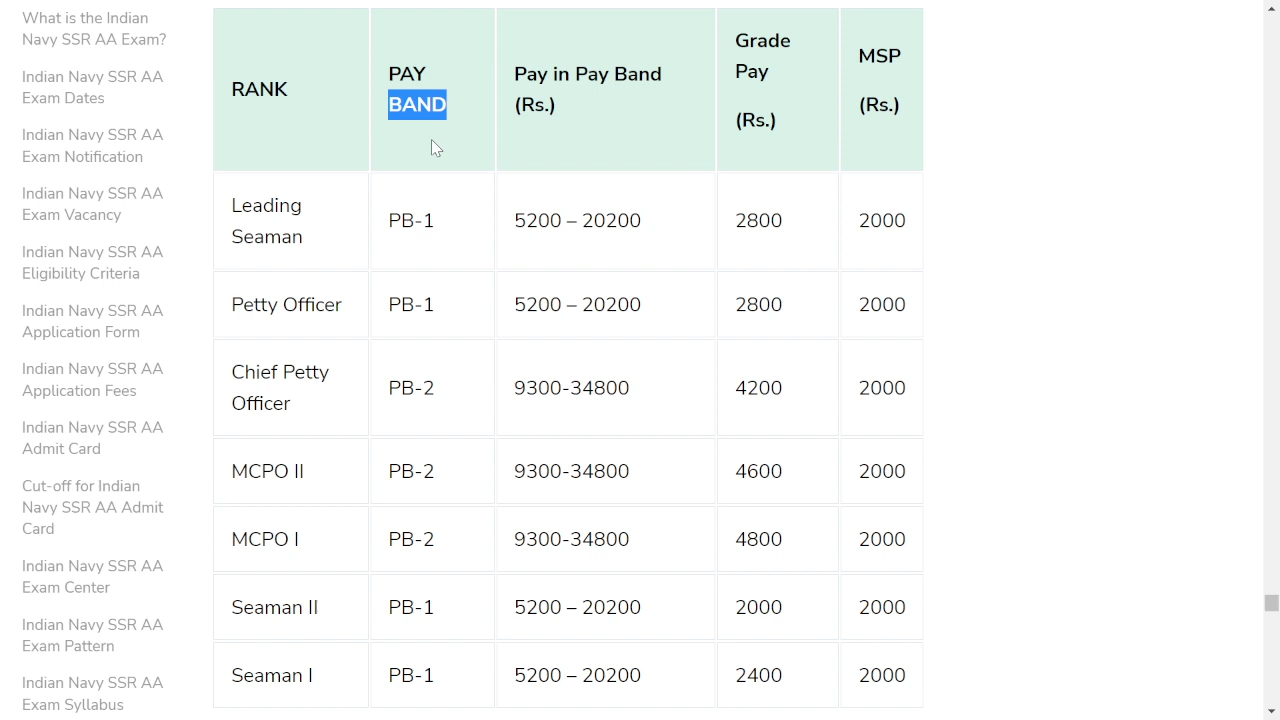 What is the Indian
Navy SSR AA Exam?
Indian Navy SSR AA
Exam Dates
Indian Navy SSR AA
Exam Notification
Indian Navy SSR AA
Exam Vacancy
Indian Navy SSR AA
Eligibility Criteria
Indian Navy SSR AA
Application Form
Indian Navy SSR AA
Application Fees
Indian Navy SSR AA
Admit Card
Cut-off for Indian
Navy SSR AA Admit
Card
Indian Navy SSR AA
Exam Center
Indian Navy SSR AA
Exam Pattern
Indian Navy SSR AA
Exam Syllabus
RANK
PAY
BAND
Pay in Pay Band
(Rs.)
Grade
Pay
(Rs.)
MSP
(Rs.)
Leading
Seaman
PB-1
5200 – 20200
2800
2000
Petty Officer
PB-1
5200 – 20200
2800
2000
Chief Petty
Officer
PB-2
9300-34800
4200
2000
MCPO II
PB-2
9300-34800
4600
2000
MCPO I
PB-2
9300-34800
4800
2000
Seaman II
PB-1
5200 – 20200
2000
2000
Seaman I
PB-1
5200 – 20200
2400
2000